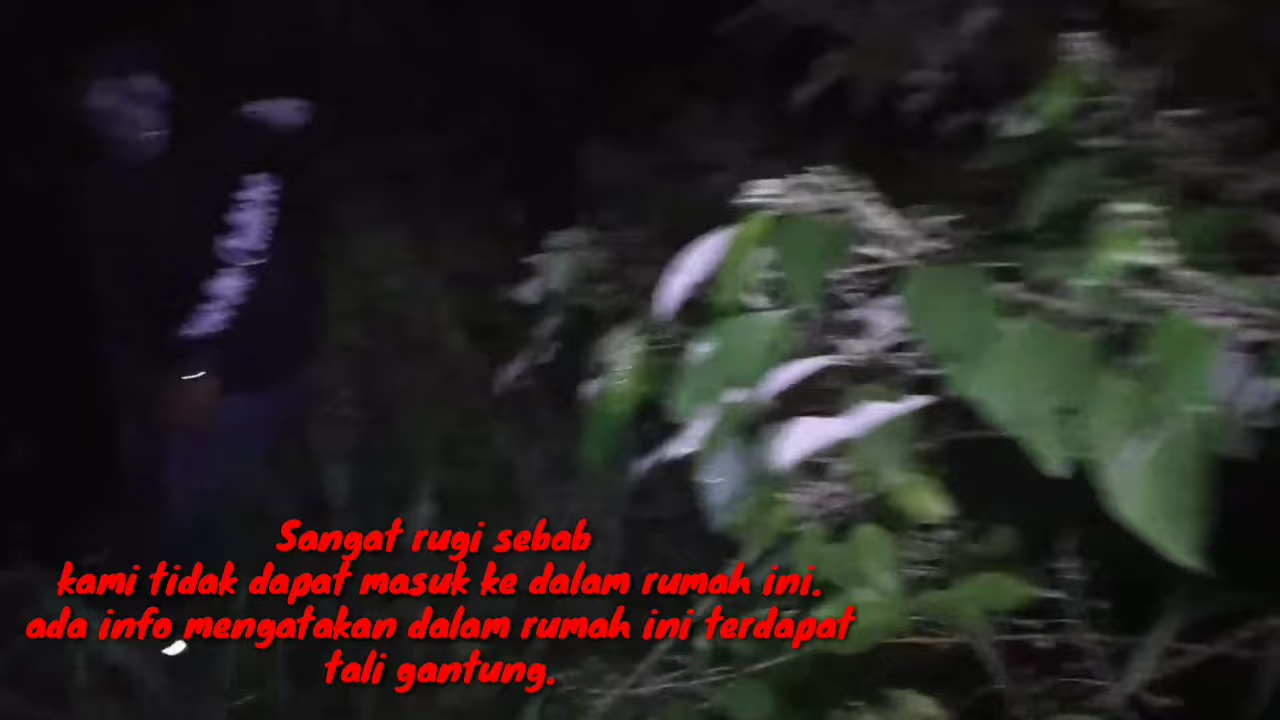 Sangat rugi sebab
kami tidak dapat masuk ke dalam rumah ini.
ada info mengatakan dalam rumah ini terdapat
tali gantung.